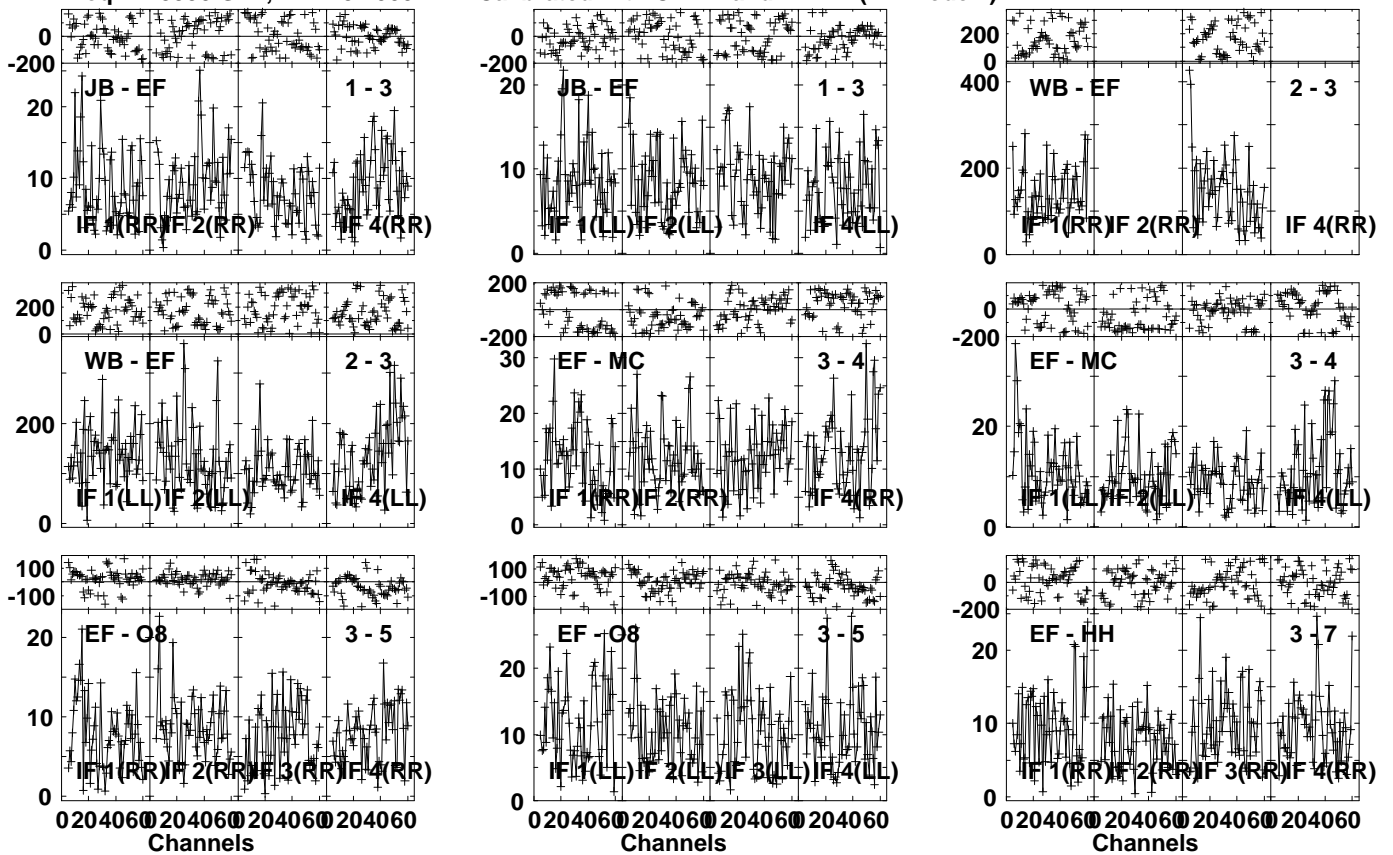 0
-200
JB - EF 1 - 3
20
10
0
IF 1(RR) IF 2(RR) IF 4(RR)
JB - EF 1 - 3
20
10
0
IF 1(LL) IF 2(LL) IF 4(LL)
200
0
WB - EF 2 - 3
400
200
0
IF 1(RR) IF 2(RR) IF 4(RR)
200
0
WB - EF 2 - 3
200
0
IF 1(LL) IF 2(LL) IF 4(LL)
200
0
-200
EF - MC 3 - 4
30
20
10
0
IF 1(RR) IF 2(RR) IF 4(RR)
0
-200
EF - MC 3 - 4
20
0
IF 1(LL) IF 2(LL) IF 4(LL)
100
-100
EF - O8 3 - 5
20
10
0
IF 1(RR) IF 2(RR) IF 3(RR) IF 4(RR)
0 20 40 60 0 20 40 60 0 20 40 60 0 20 40 60
Channels
100
-100
EF - O8 3 - 5
20
10
0
IF 1(LL) IF 2(LL) IF 3(LL) IF 4(LL)
0 20 40 60 0 20 40 60 0 20 40 60 0 20 40 60
Channels
0
-200
EF - HH 3 - 7
20
10
0
IF 1(RR) IF 2(RR) IF 3(RR) IF 4(RR)
0 20 40 60 0 20 40 60 0 20 40 60 0 20 40 60
Channels